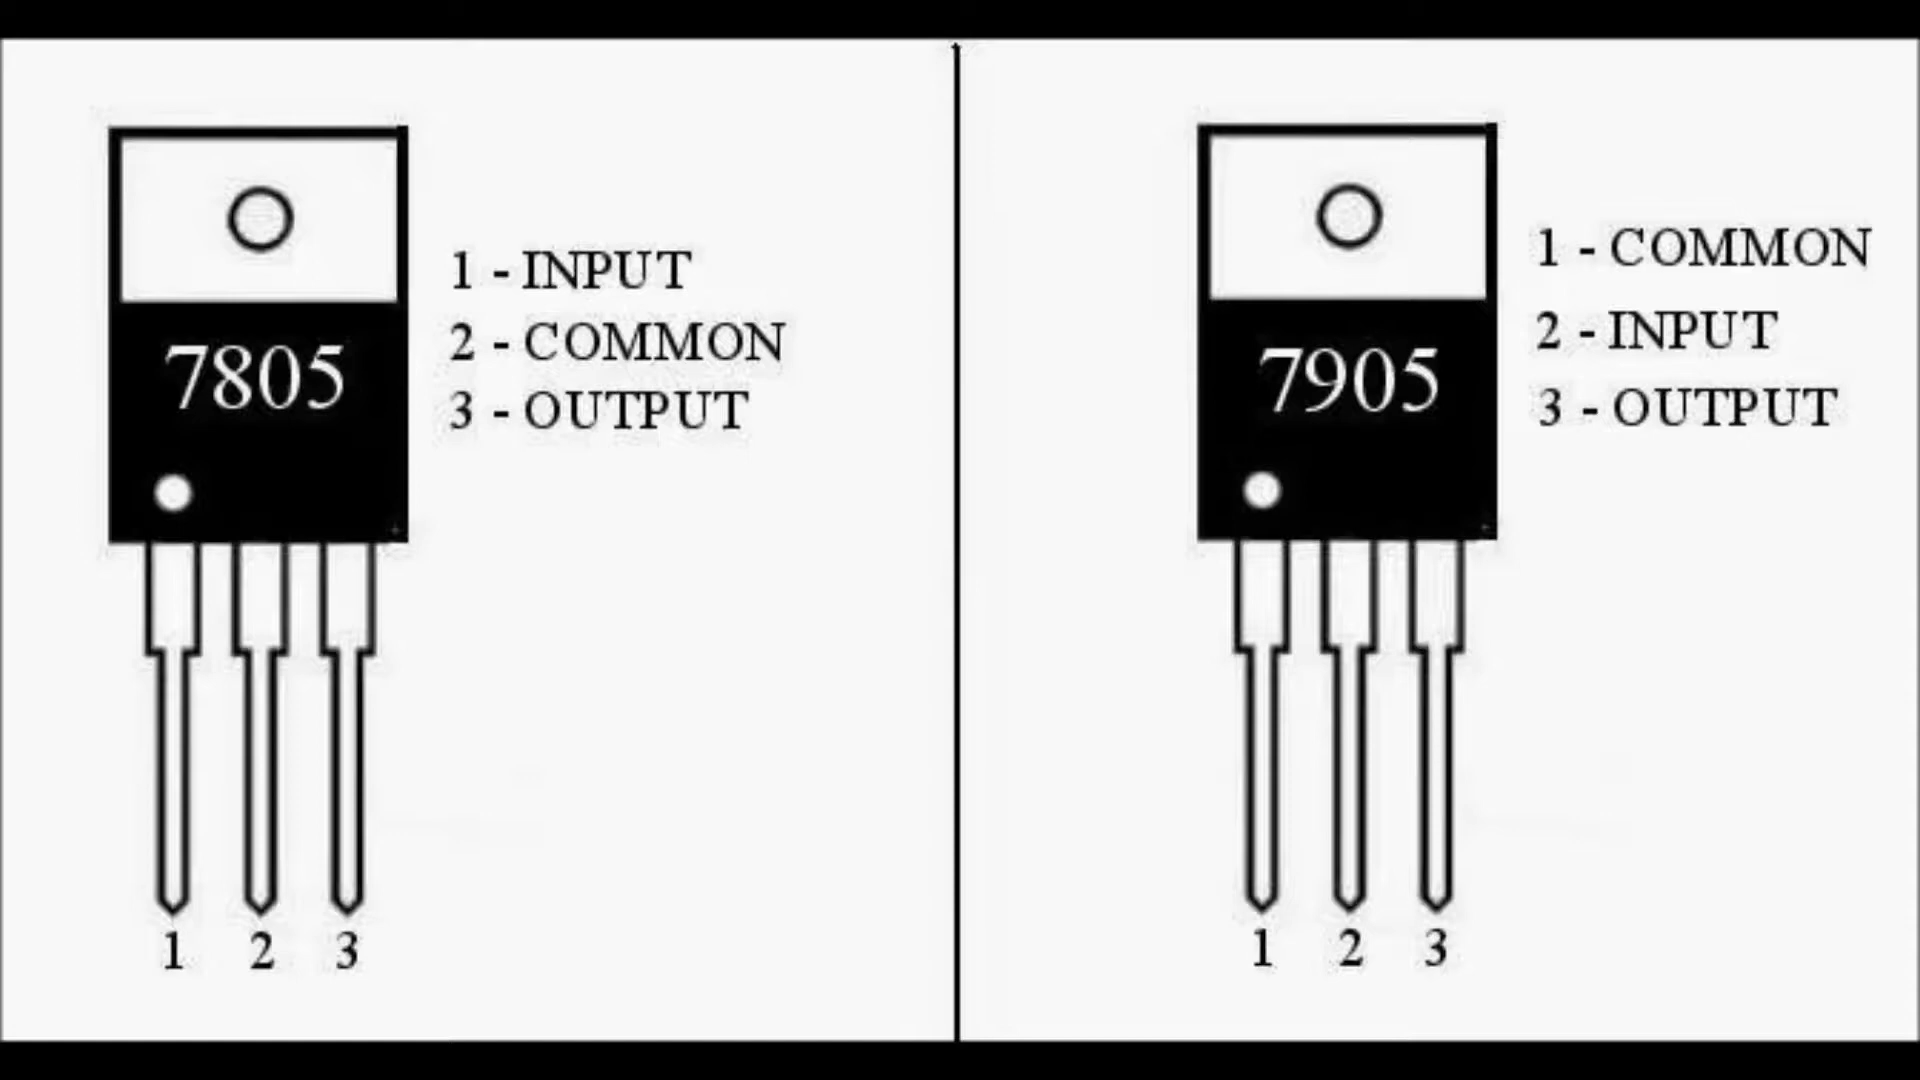 7805
1 - INPUT
2 - COMMON
3 - OUTPUT
1 2 3
7905
1 - COMMON
2 - INPUT
3 - OUTPUT
1 2 3